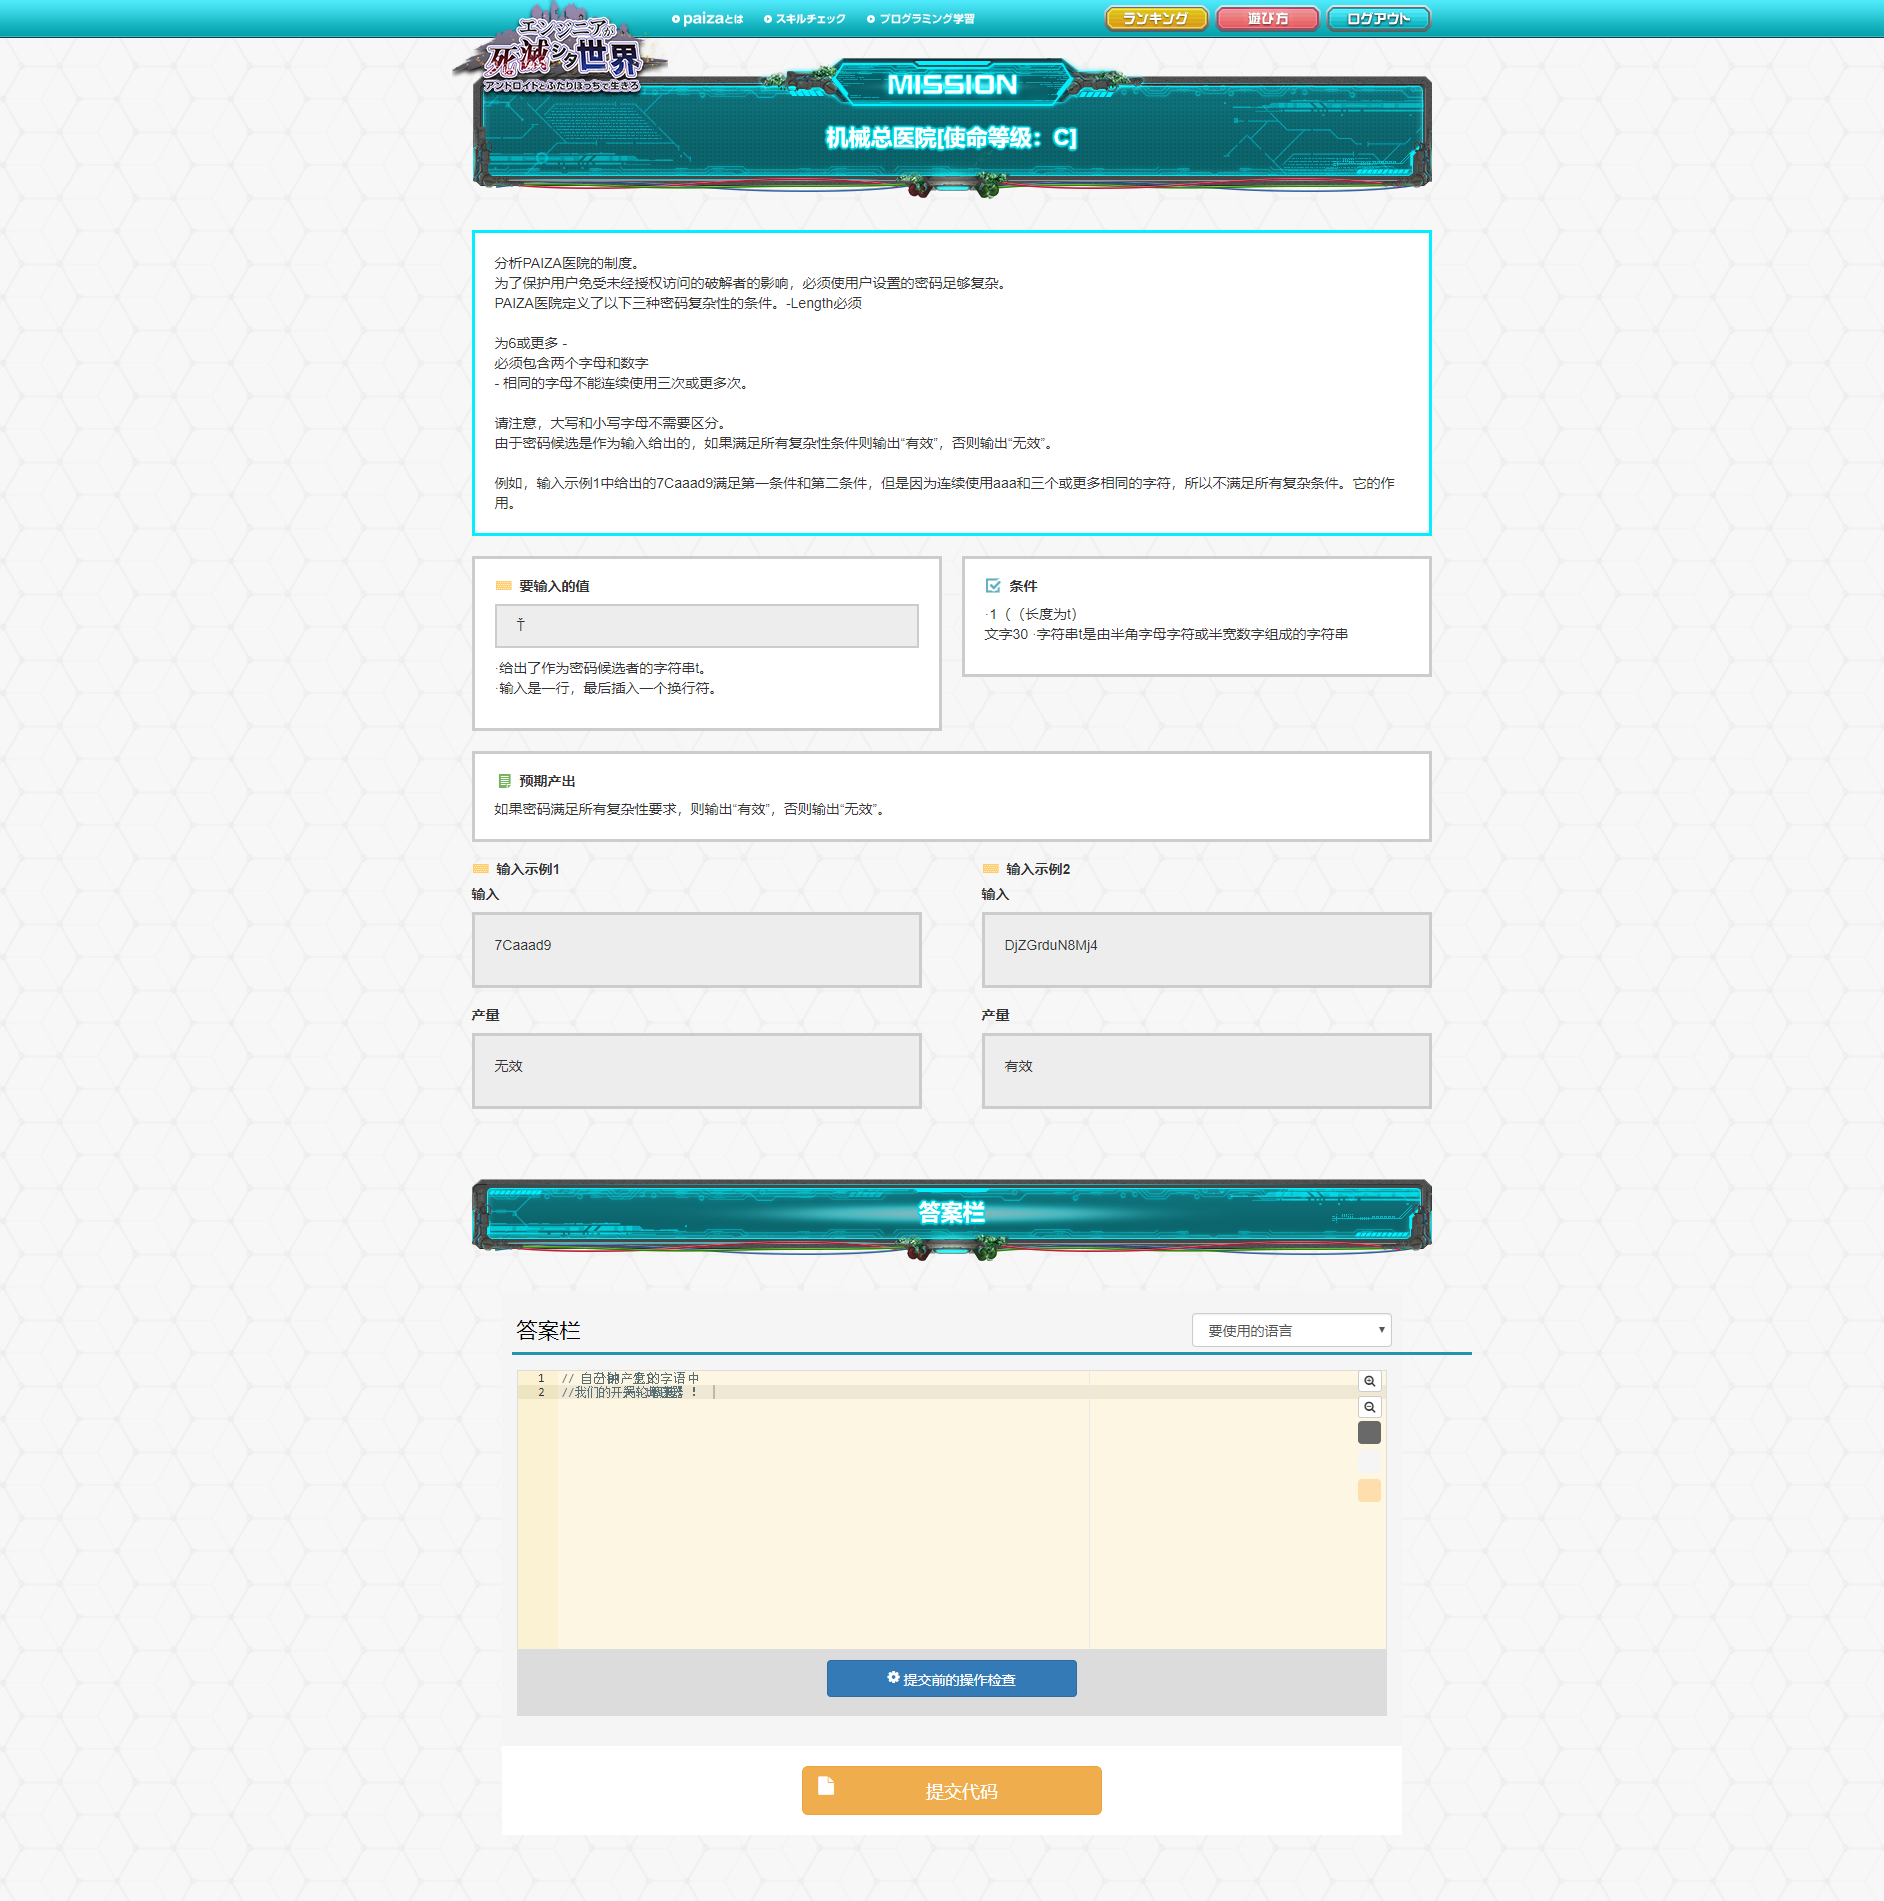 エンジニアが
死滅シタ世界
アンドロイドとふたりぼっちで生きろ
paizaとは
スキルチェック
プログラミング学習
ランキング
遊び方
ログアウト
MISSION
机械总医院[使命等级：C]
分析PAIZA医院的制度。
为了保护用户免受未经授权访问的破解者的影响，必须使用户设置的密码足够复杂。
PAIZA医院定义了以下三种密码复杂性的条件。-Length必须
为6或更多 -
必须包含两个字母和数字
- 相同的字母不能连续使用三次或更多次。
请注意，大写和小写字母不需要区分。
由于密码候选是作为输入给出的，如果满足所有复杂性条件则输出“有效”，否则输出“无效”。
例如，输入示例1中给出的7Caaad9满足第一条件和第二条件，但是因为连续使用aaa和三个或更多相同的字符，所以不满足所有复杂条件。它的作
用。
要输入的值
Ť
·给出了作为密码候选者的字符串t。
·输入是一行，最后插入一个换行符。
条件
·1（（长度为t）
文字30 ·字符串t是由半角字母字符或半宽数字组成的字符串
预期产出
如果密码满足所有复杂性要求，则输出“有效”，否则输出“无效”。
输入示例1
输入
7Caaad9
产量
无效
输入示例2
输入
DjZGrduN8Mj4
产量
有效
答案栏
答案栏
要使用的语言
1 // 自
的字语 中
2 //我们的开
！
提交前的操作检查
提交代码